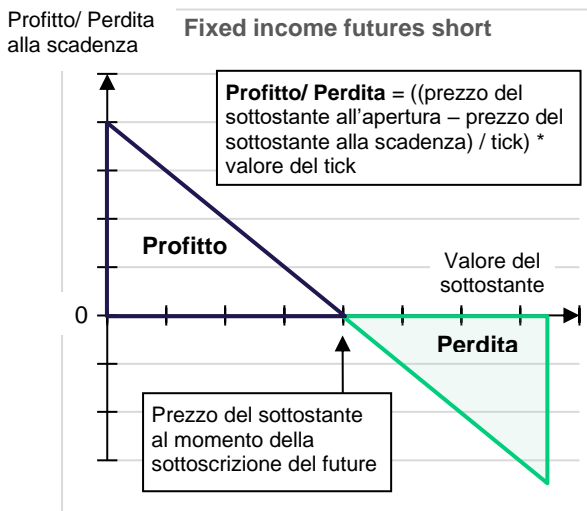 Profitto/ Perdita
alla scadenza
Fixed income futures short
Profitto/ Perdita = ((prezzo del
sottostante all'apertura – prezzo del
sottostante alla scadenza) / tick) *
valore del tick
Profitto
Valore del
sottostante
0
Perdita
Prezzo del sottostante
al momento della
sottoscrizione del future